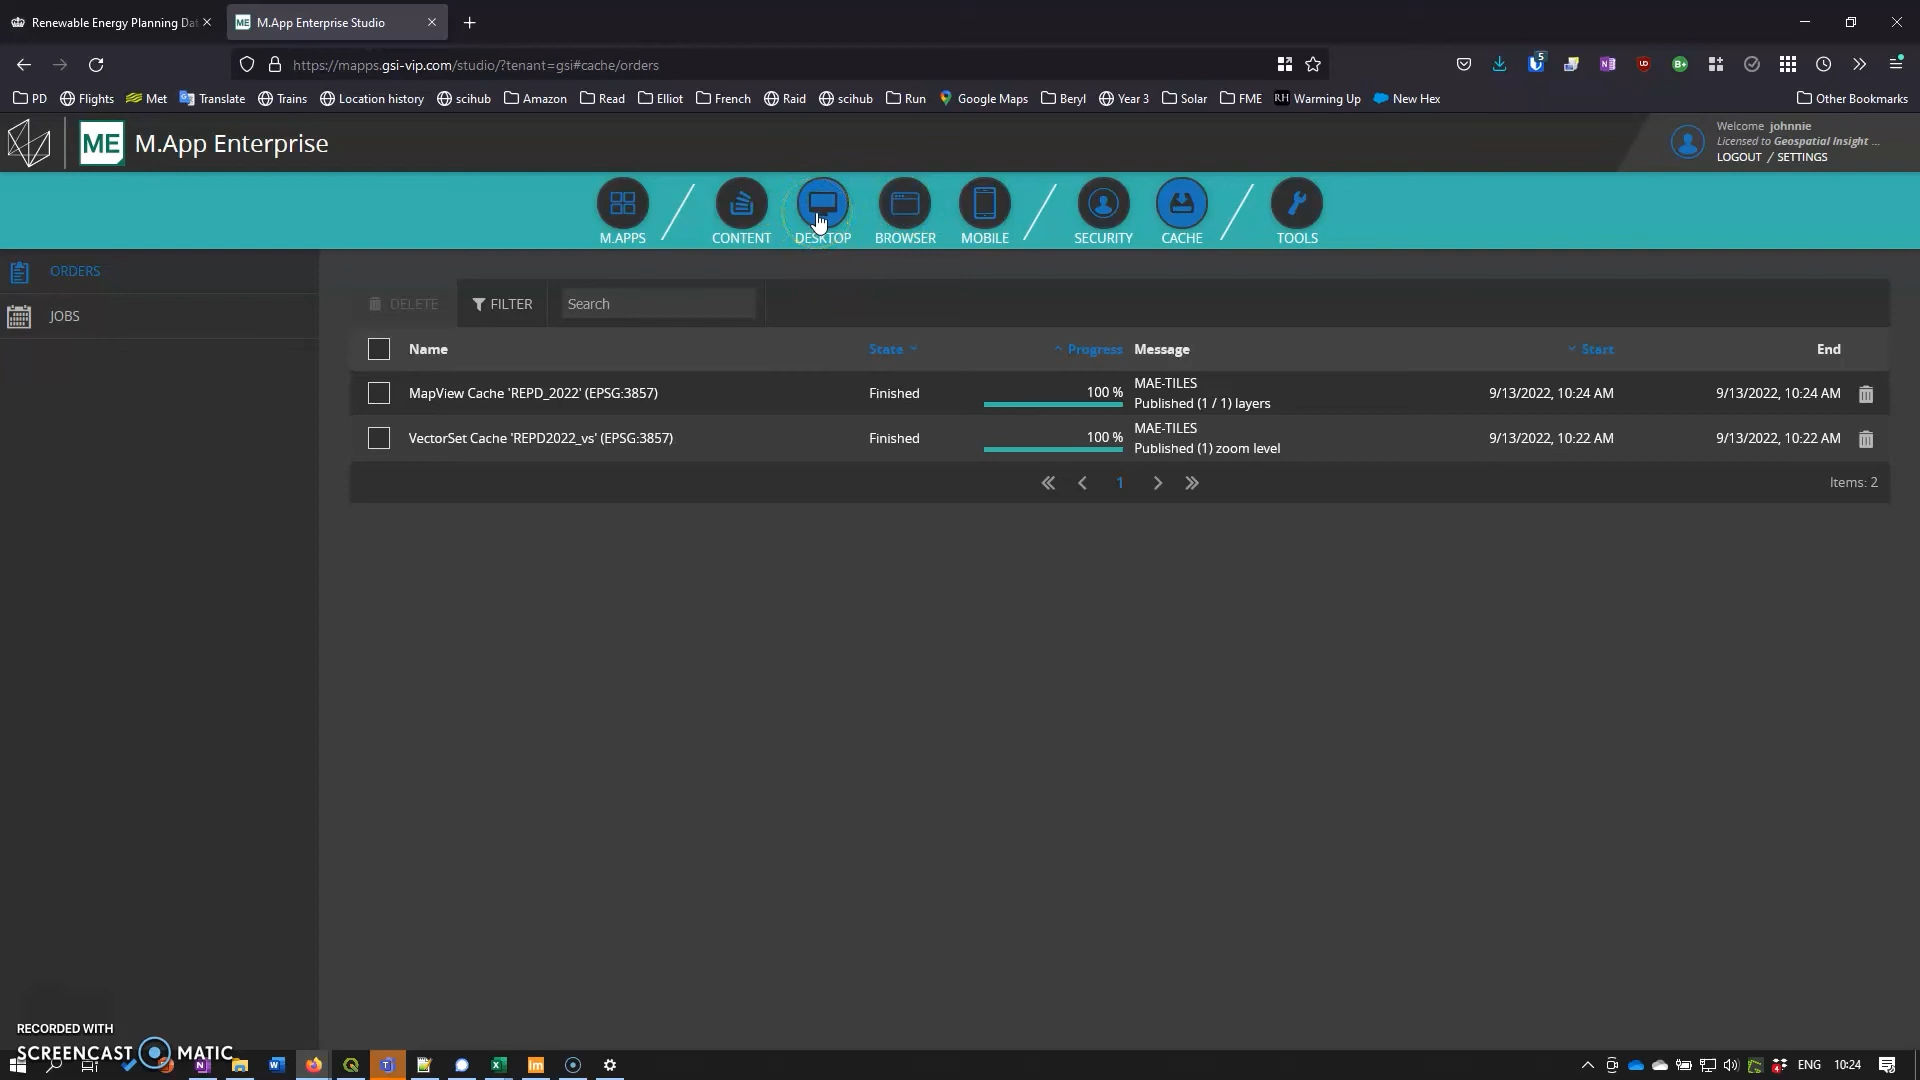 Renewable Energy Planning Dat
ME M.App Enterprise Studio
https://mapps.gsi-vip.com/studio/?tenant=gsi#cache/orders
5
PD Flights Met Translate Trains Location history scihub Amazon Read Elliot French Raid scihub Run Google Maps Beryl Year 3 Solar FME RH Warming Up New Hex Other Bookmarks
ME M.App Enterprise
Welcome johnnie
Licensed to Geospatial Insight ...
LOGOUT / SETTINGS
M.APPS CONTENT DESKTOP BROWSER MOBILE SECURITY CACHE TOOLS
ORDERS
JOBS
DELETE FILTER Search
Name State Progress Message Start End
MapView Cache 'REPD_2022' (EPSG:3857) Finished 100 % MAE-TILES
Published (1 / 1) layers 9/13/2022, 10:24 AM 9/13/2022, 10:24 AM
VectorSet Cache 'REPD2022_vs' (EPSG:3857) Finished 100 % MAE-TILES
Published (1) zoom level 9/13/2022, 10:22 AM 9/13/2022, 10:22 AM
1 Items: 2
RECORDED WITH
SCREENCAST MATIC
ENG 10:24